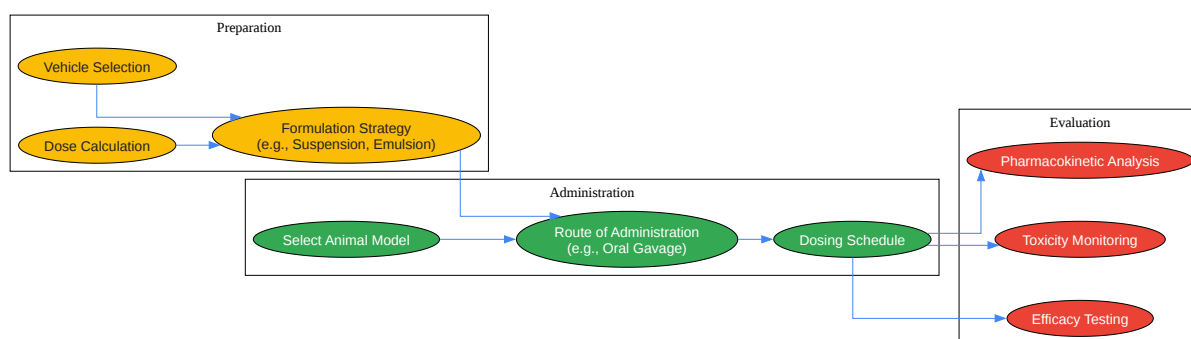 Preparation
Vehicle Selection
Dose Calculation
Formulation Strategy
(e.g., Suspension, Emulsion)
Administration
Select Animal Model
Route of Administration
(e.g., Oral Gavage)
Dosing Schedule
Evaluation
Pharmacokinetic Analysis
Toxicity Monitoring
Efficacy Testing